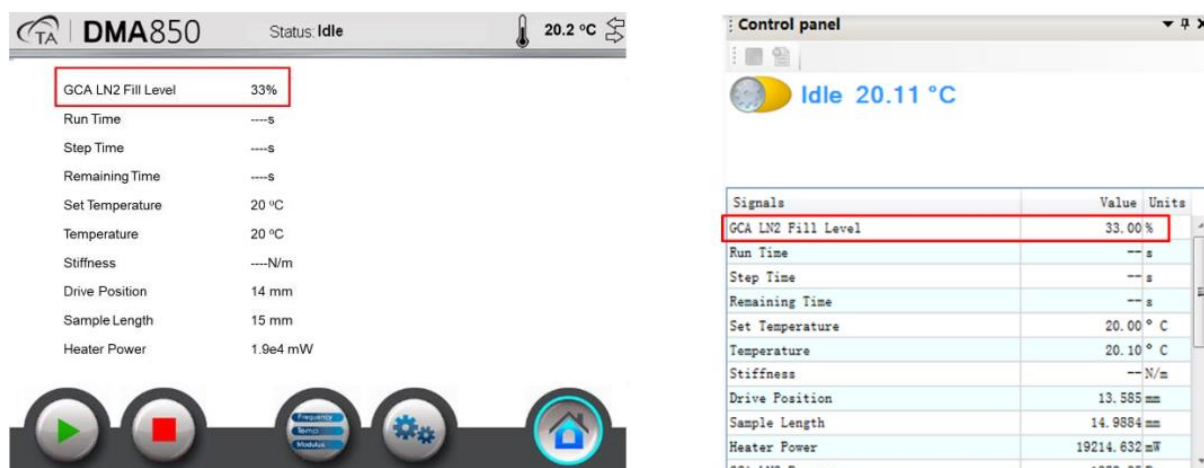 TA DMA850 Status: Idle 20.2 °C
GCA LN2 Fill Level 33%
Run Time ----s
Step Time ----s
Remaining Time ----s
Set Temperature 20 ºC
Temperature 20 ºC
Stiffness ----N/m
Drive Position 14 mm
Sample Length 15 mm
Heater Power 1.9e4 mW
Frequency
Temp
Modulus
Control panel
Idle 20.11 °C
Signals Value Units
GCA LN2 Fill Level 33.00 %
Run Time -- s
Step Time -- s
Remaining Time -- s
Set Temperature 20.00 ° C
Temperature 20.10 ° C
Stiffness -- N/m
Drive Position 13.585 mm
Sample Length 14.9884 mm
Heater Power 19214.632 mW